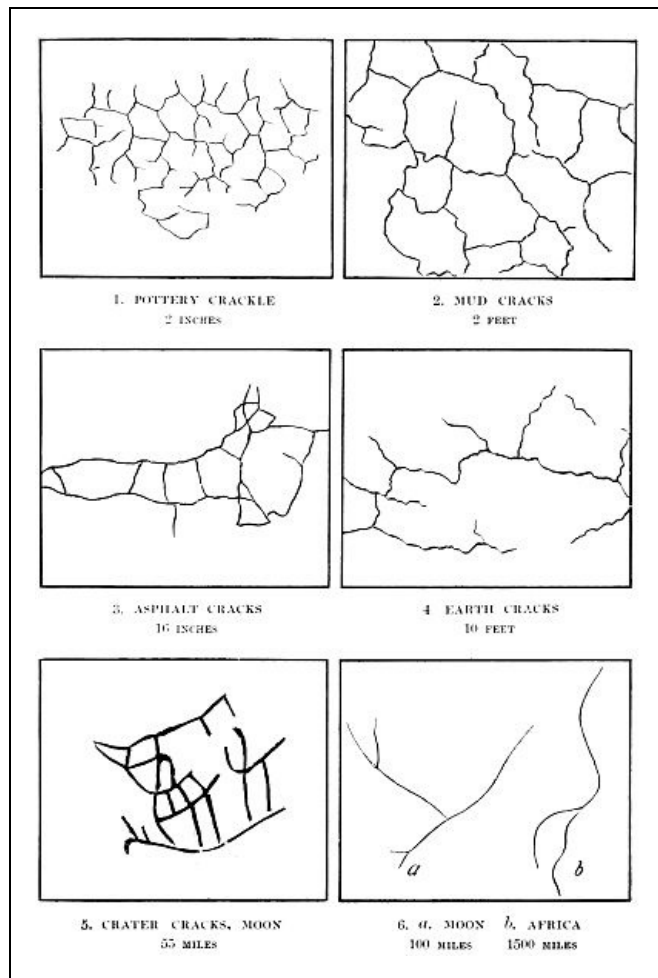 1. POTTERY CRACKLE
2 INCHES
2. MUD CRACKS
2 FEET
3. ASPHALT CRACKS
16 INCHES
4 EARTH CRACKS
10 FEET
a
b
5. CRATER CRACKS, MOON
55 MILES
6. a. MOON b. AFRICA
100 MILES 1500 MILES